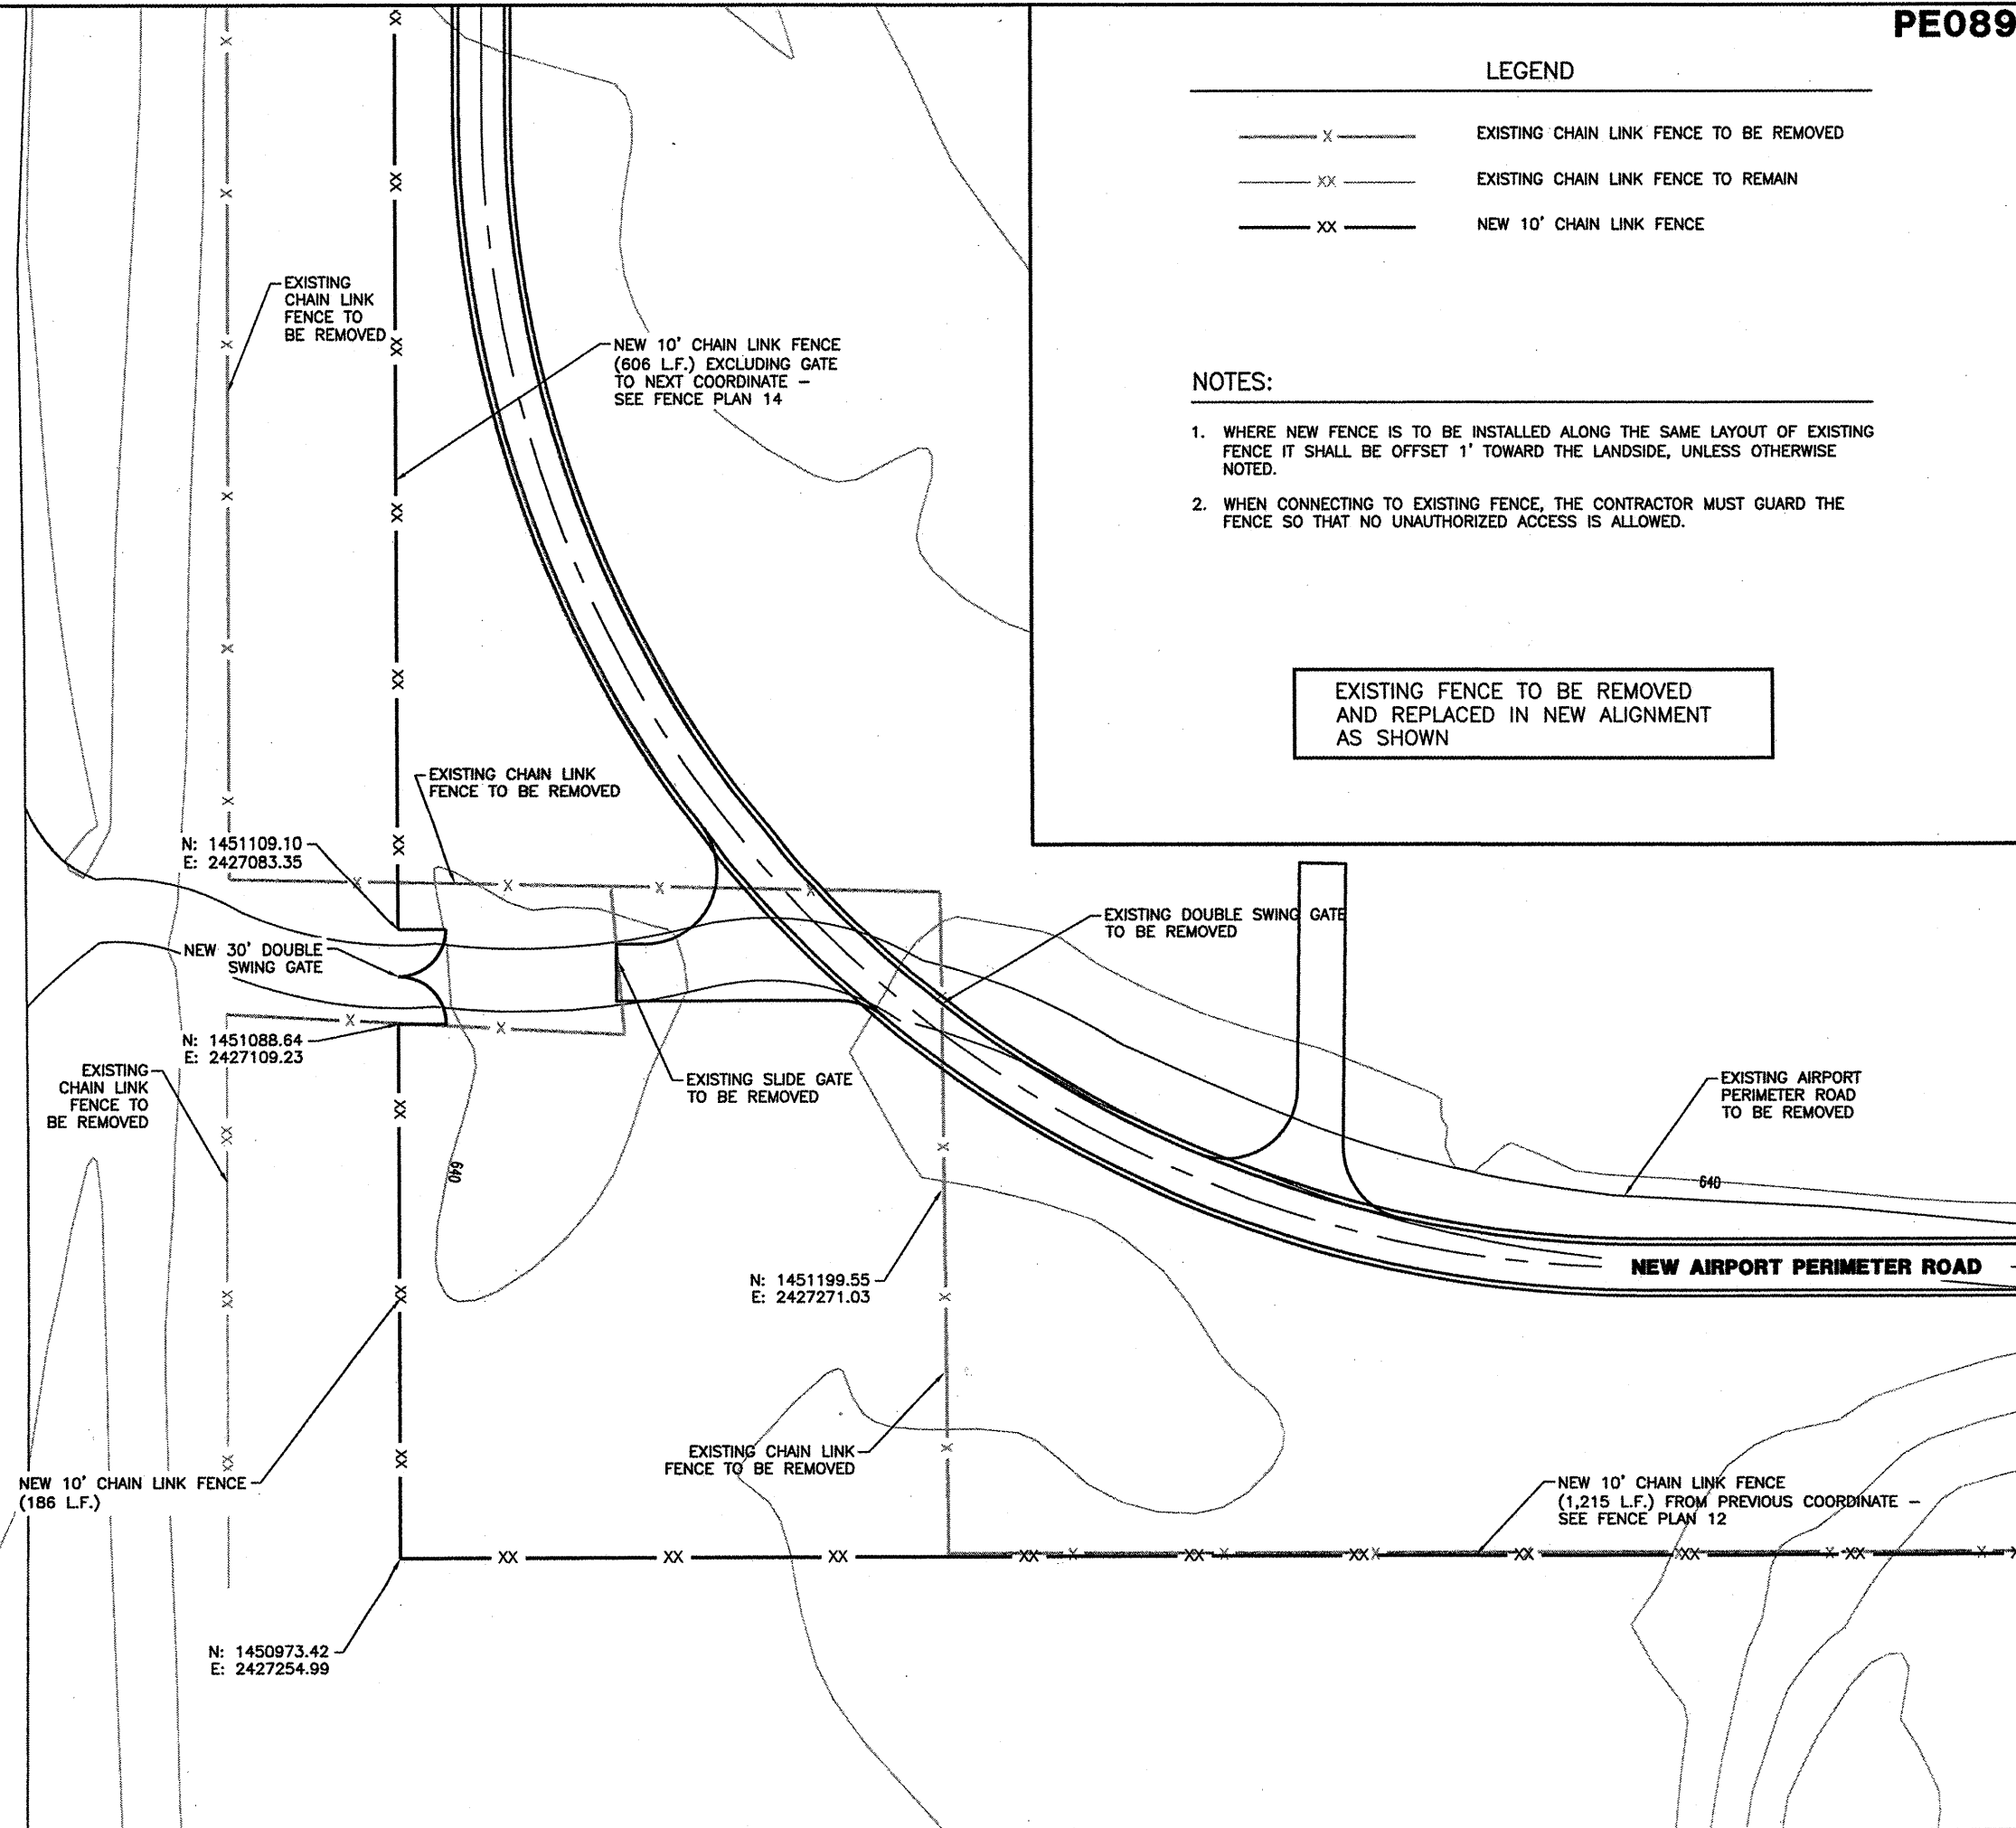 PE089
LEGEND
X EXISTING CHAIN LINK FENCE TO BE REMOVED
XX EXISTING CHAIN LINK FENCE TO REMAIN
XX NEW 10' CHAIN LINK FENCE
NOTES:
1. WHERE NEW FENCE IS TO BE INSTALLED ALONG THE SAME LAYOUT OF EXISTING
FENCE IT SHALL BE OFFSET 1' TOWARD THE LANDSIDE, UNLESS OTHERWISE
NOTED.
2. WHEN CONNECTING TO EXISTING FENCE, THE CONTRACTOR MUST GUARD THE
FENCE SO THAT NO UNAUTHORIZED ACCESS IS ALLOWED.
EXISTING FENCE TO BE REMOVED
AND REPLACED IN NEW ALIGNMENT
AS SHOWN
EXISTING
CHAIN LINK
FENCE TO
BE REMOVED
NEW 10' CHAIN LINK FENCE
(606 L.F.) EXCLUDING GATE
TO NEXT COORDINATE –
SEE FENCE PLAN 14
EXISTING CHAIN LINK
FENCE TO BE REMOVED
N: 1451109.10
E: 2427083.35
NEW 30' DOUBLE
SWING GATE
N: 1451088.64
E: 2427109.23
EXISTING
CHAIN LINK
FENCE TO
BE REMOVED
EXISTING SLIDE GATE
TO BE REMOVED
EXISTING DOUBLE SWING GATE
TO BE REMOVED
EXISTING AIRPORT
PERIMETER ROAD
TO BE REMOVED
640
640
NEW AIRPORT PERIMETER ROAD
N: 1451199.55
E: 2427271.03
EXISTING CHAIN LINK
FENCE TO BE REMOVED
NEW 10' CHAIN LINK FENCE
(186 L.F.)
NEW 10' CHAIN LINK FENCE
(1,215 L.F.) FROM PREVIOUS COORDINATE –
SEE FENCE PLAN 12
N: 1450973.42
E: 2427254.99